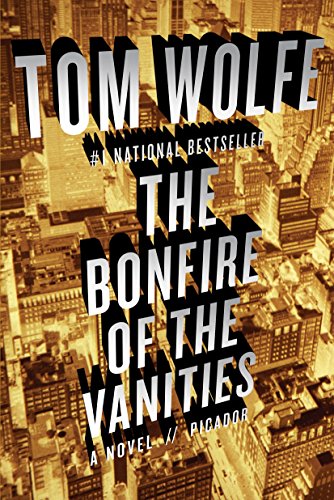 TOM WOLFE
#1 NATIONAL BESTSELLER
THE
BONFIRE
OF THE
VANITIES
A NOVEL // PICADOR